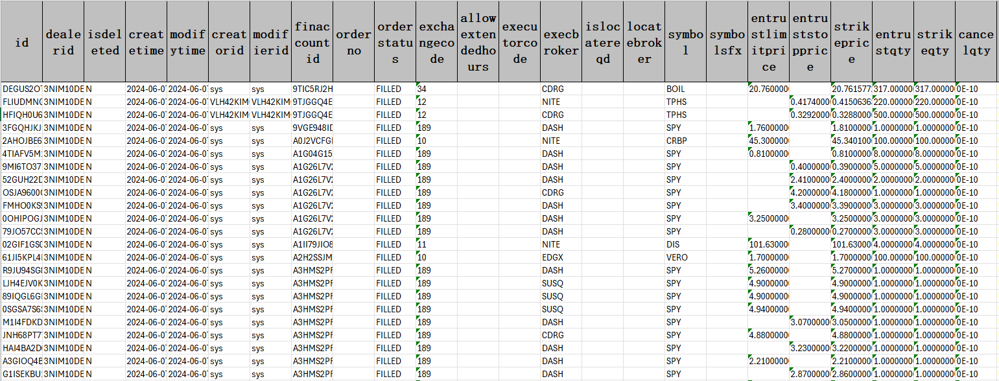 id dealerid isdeleted createtime modifytime creatorid modifierid finaccountid orderno orderstatus exchangecode allowextendedhours executorcode execbroker islocatereqd locatebroker symbol symbolsfx entrustlimitprice entruststopprice strikeprice entrustqty strikeqty cancelqty
DEGUS2O 3NIM10DE N 2024-06-0 2024-06-0 sys sys 9TIC5RJ2H FILLED 34 CDRG BOIL 20.760000 20.761577 317.00000 317.00000 0E-10
FLIUDMNG 3NIM10DE N 2024-06-0 2024-06-0 VLH42KIM VLH42KIM 9TJGGQ4E FILLED 12 NITE TPHS 0.417400 0.415063 220.00000 220.00000 0E-10
HFIQH0U6 3NIM10DE N 2024-06-0 2024-06-0 VLH42KIM VLH42KIM 9TJGGQ4E FILLED 12 CDRG TPHS 0.329200 0.328800 500.00000 500.00000 0E-10
3FGQHJKJ 3NIM10DE N 2024-06-0 2024-06-0 sys sys 9VGE948ID FILLED 189 DASH SPY 1.7600000 1.8100000 1.0000000 1.0000000 0E-10
2AHOJBE6 3NIM10DE N 2024-06-0 2024-06-0 sys sys A0J2VCFG FILLED 10 NITE CRBP 45.300000 45.340100 100.00000 100.00000 0E-10
4TIAFV5M 3NIM10DE N 2024-06-0 2024-06-0 sys sys A1G04G15 FILLED 189 DASH SPY 0.8100000 0.8100000 8.0000000 8.0000000 0E-10
9MI6TO37 3NIM10DE N 2024-06-0 2024-06-0 sys sys A1G26L7V FILLED 189 DASH SPY 0.4000000 0.3900000 5.0000000 5.0000000 0E-10
52GUH22D 3NIM10DE N 2024-06-0 2024-06-0 sys sys A1G26L7V FILLED 189 DASH SPY 2.4100000 2.4000000 2.0000000 2.0000000 0E-10
OSJA9600 3NIM10DE N 2024-06-0 2024-06-0 sys sys A1G26L7V FILLED 189 CDRG SPY 4.2000000 4.1800000 1.0000000 1.0000000 0E-10
FMHO0KS 3NIM10DE N 2024-06-0 2024-06-0 sys sys A1G26L7V FILLED 189 DASH SPY 3.4000000 3.3900000 3.0000000 3.0000000 0E-10
0OHIPOGJ 3NIM10DE N 2024-06-0 2024-06-0 sys sys A1G26L7V FILLED 189 DASH SPY 3.2500000 3.2500000 3.0000000 3.0000000 0E-10
79JO57CC 3NIM10DE N 2024-06-0 2024-06-0 sys sys A1G26L7V FILLED 189 DASH SPY 0.2800000 0.2700000 3.0000000 3.0000000 0E-10
02GIF1GS 3NIM10DE N 2024-06-0 2024-06-0 sys sys A1II79JIO8 FILLED 11 NITE DIS 101.63000 101.63000 4.0000000 4.0000000 0E-10
61JI5KPL4 3NIM10DE N 2024-06-0 2024-06-0 sys sys A2H2SSJM FILLED 10 EDGX VERO 1.7000000 1.7000000 100.00000 100.00000 0E-10
R9JU94SG 3NIM10DE N 2024-06-0 2024-06-0 sys sys A3HMS2PF FILLED 189 DASH SPY 5.2600000 5.2700000 1.0000000 1.0000000 0E-10
LJH4EJV0K 3NIM10DE N 2024-06-0 2024-06-0 sys sys A3HMS2PF FILLED 189 SUSQ SPY 4.9000000 4.9000000 1.0000000 1.0000000 0E-10
89IQGL6G 3NIM10DE N 2024-06-0 2024-06-0 sys sys A3HMS2PF FILLED 189 SUSQ SPY 4.9000000 4.9000000 1.0000000 1.0000000 0E-10
0SGSA7S6 3NIM10DE N 2024-06-0 2024-06-0 sys sys A3HMS2PF FILLED 189 SUSQ SPY 4.9400000 4.9400000 1.0000000 1.0000000 0E-10
M1I4FDKD 3NIM10DE N 2024-06-0 2024-06-0 sys sys A3HMS2PF FILLED 189 DASH SPY 3.0700000 3.0500000 1.0000000 1.0000000 0E-10
JNH68PT7 3NIM10DE N 2024-06-0 2024-06-0 sys sys A3HMS2PF FILLED 189 CDRG SPY 4.8800000 4.8800000 1.0000000 1.0000000 0E-10
HAI4BA2D 3NIM10DE N 2024-06-0 2024-06-0 sys sys A3HMS2PF FILLED 189 DASH SPY 3.2300000 3.2200000 1.0000000 1.0000000 0E-10
A3GIOQ4E 3NIM10DE N 2024-06-0 2024-06-0 sys sys A3HMS2PF FILLED 189 DASH SPY 2.2100000 2.2100000 1.0000000 1.0000000 0E-10
G1ISEKBU 3NIM10DE N 2024-06-0 2024-06-0 sys sys A3HMS2PF FILLED 189 DASH SPY 2.8700000 2.8600000 1.0000000 1.0000000 0E-10